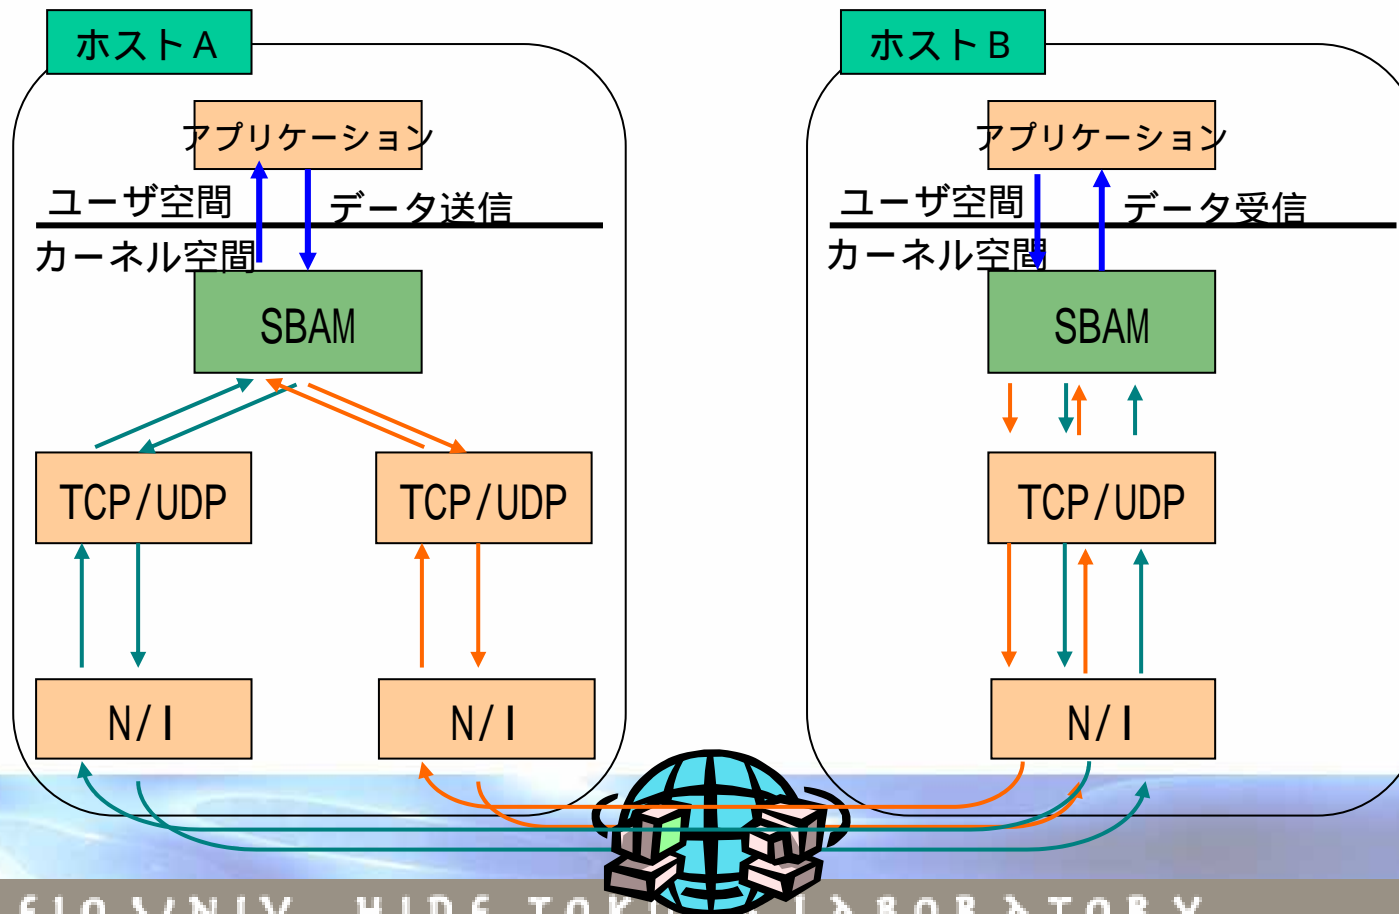 ホストA
アプリケーション
ユーザ空間
データ送信
カーネル空間
SBAM
TCP/UDP
TCP/UDP
N/I
N/I
ホストB
アプリケーション
ユーザ空間
データ受信
カーネル空間
SBAM
TCP/UDP
N/I
UNIV HIDE LABORATORY